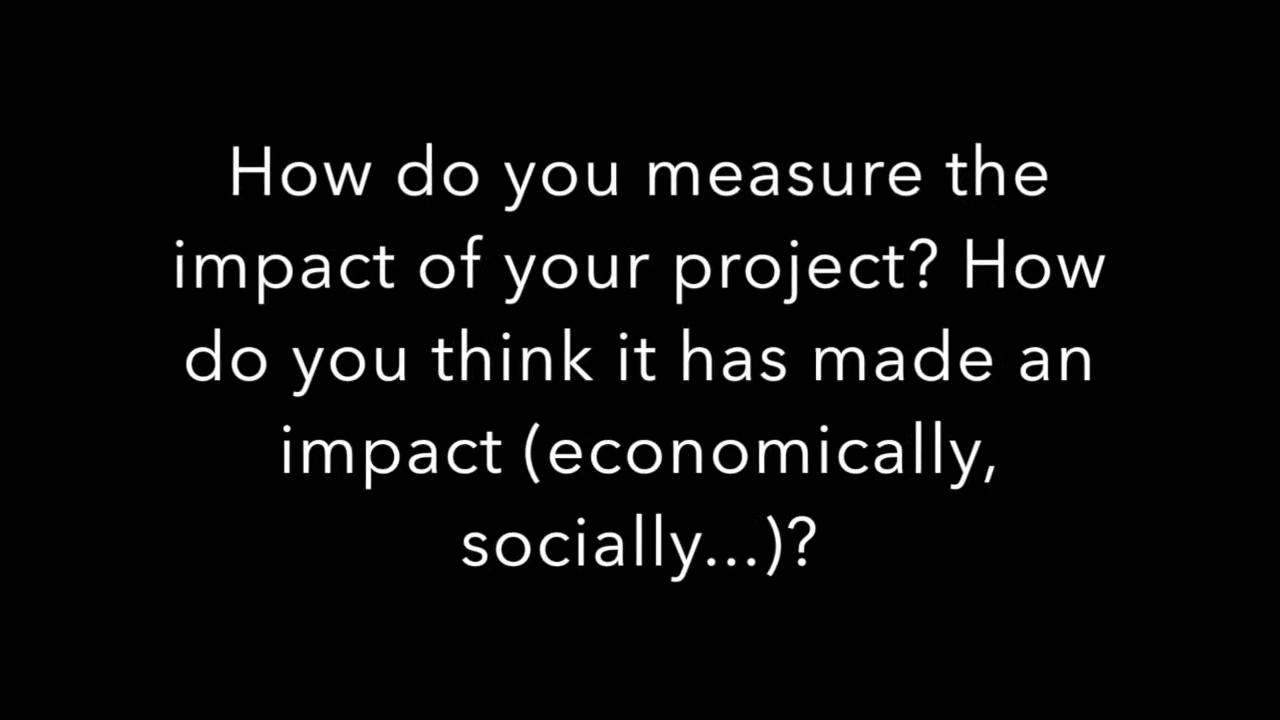 How do you measure the
impact of your project? How
do you think it has made an
impact (economically,
socially...)?